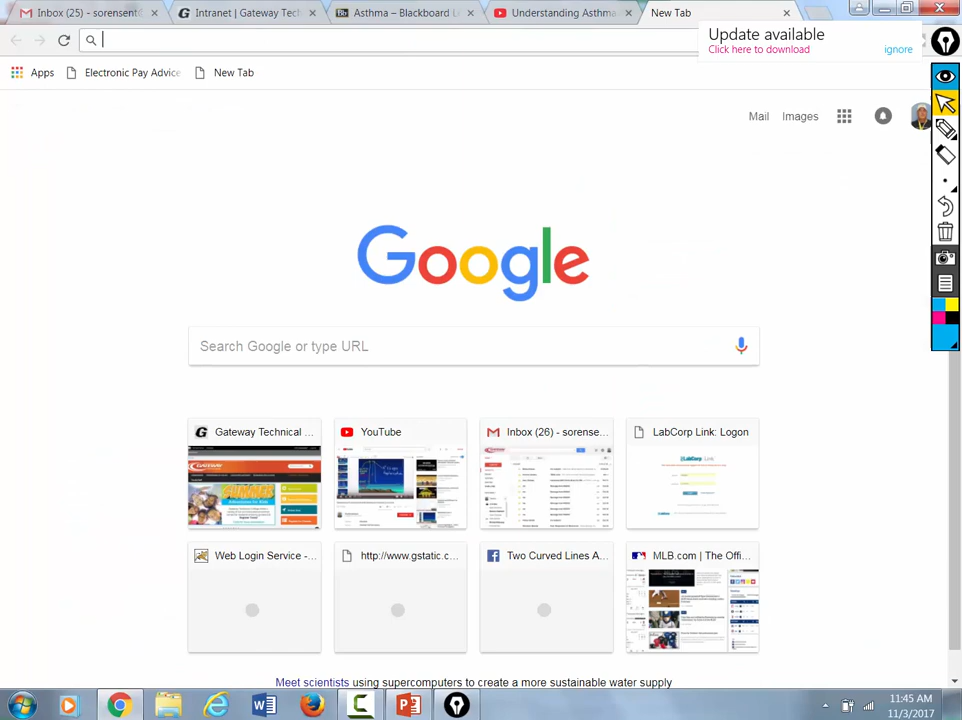 Inbox (25) - sorensent
Intranet | Gateway Tech
Asthma – Blackboard U
Understanding Asthma
New Tab
Update available
Click here to download
ignore
Apps
Electronic Pay Advice
New Tab
Mail
Images
Google
Search Google or type URL
Gateway Technical ...
YouTube
Inbox (26) - sorense...
LabCorp Link: Logon
Web Login Service -...
http://www.gstatic.c...
Two Curved Lines A...
MLB.com | The Offi...
Meet scientists using supercomputers to create a more sustainable water supply
11:45 AM
11/3/2017